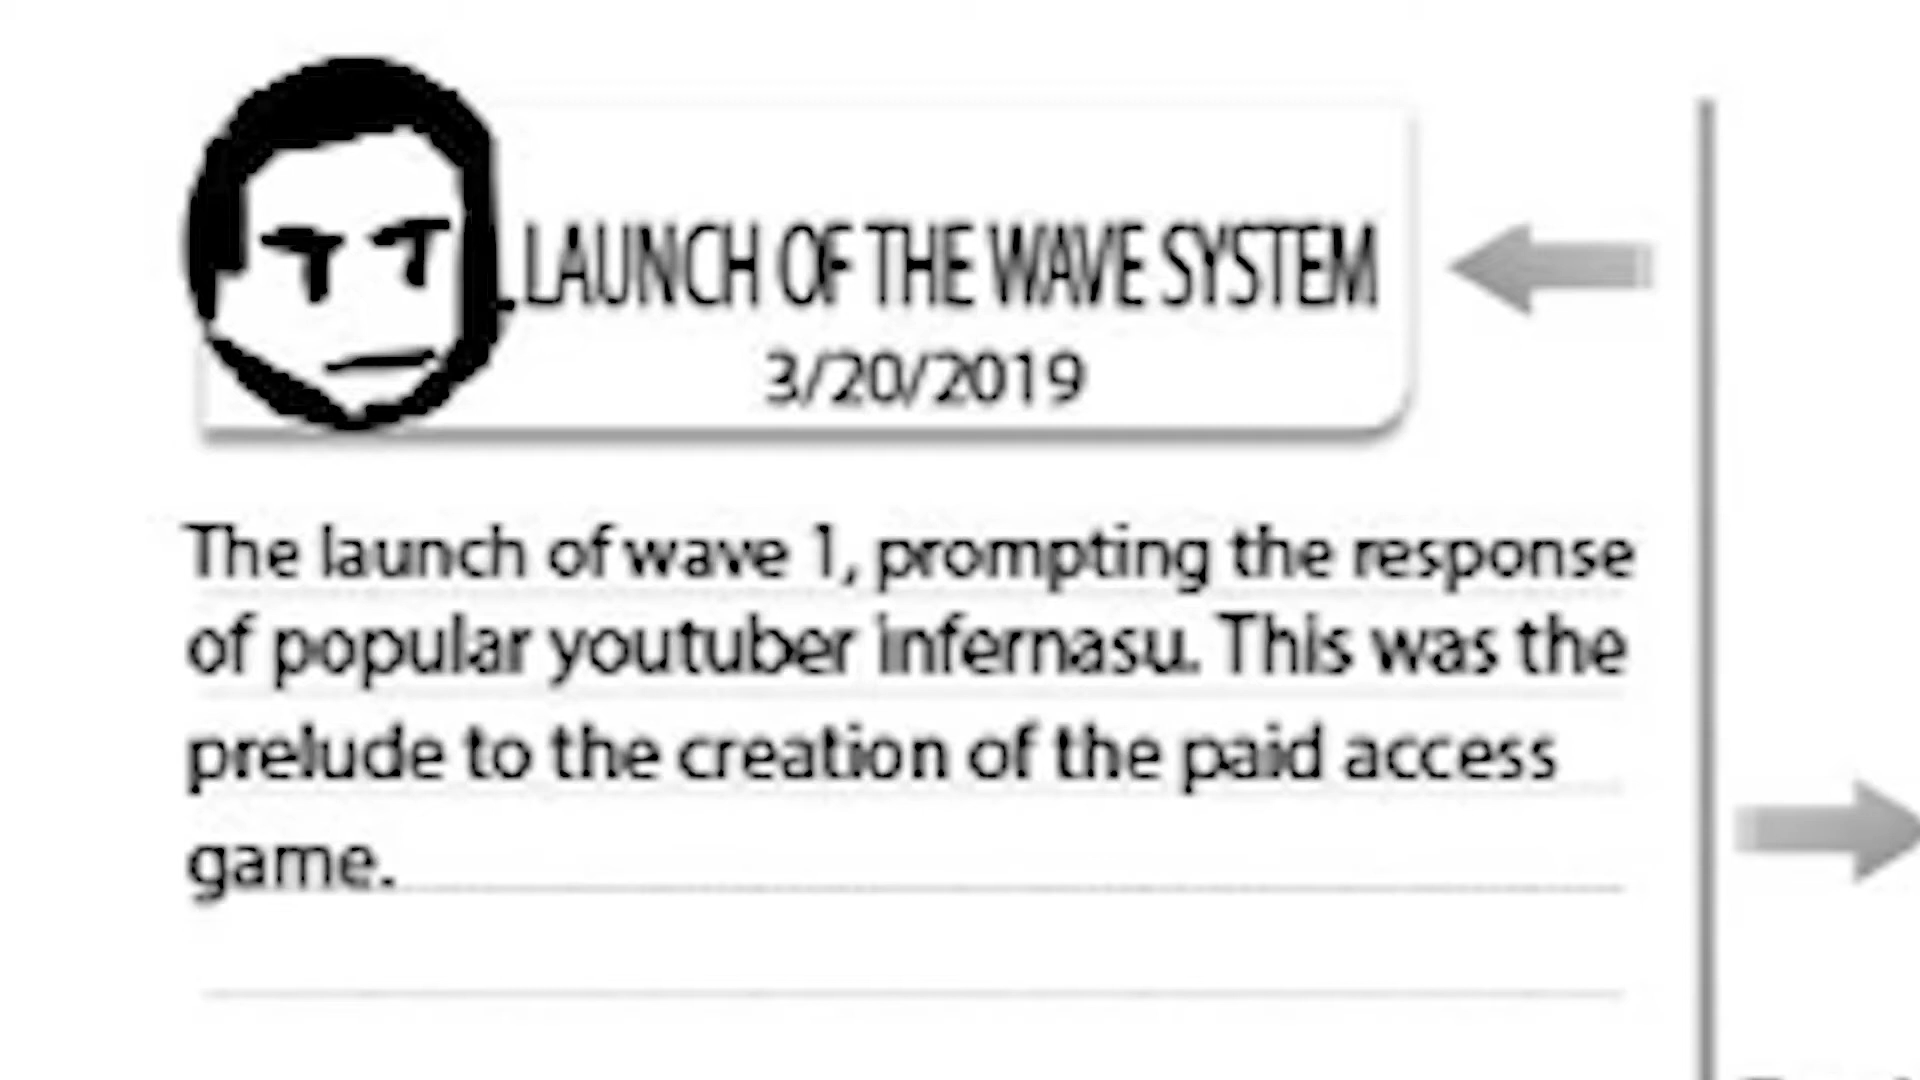 LAUNCH OF THE WAVE SYSTEM
3/20/2019
The launch of wave 1, prompting the response
of popular youtuber infernasu. This was the
prelude to the creation of the paid access
game.